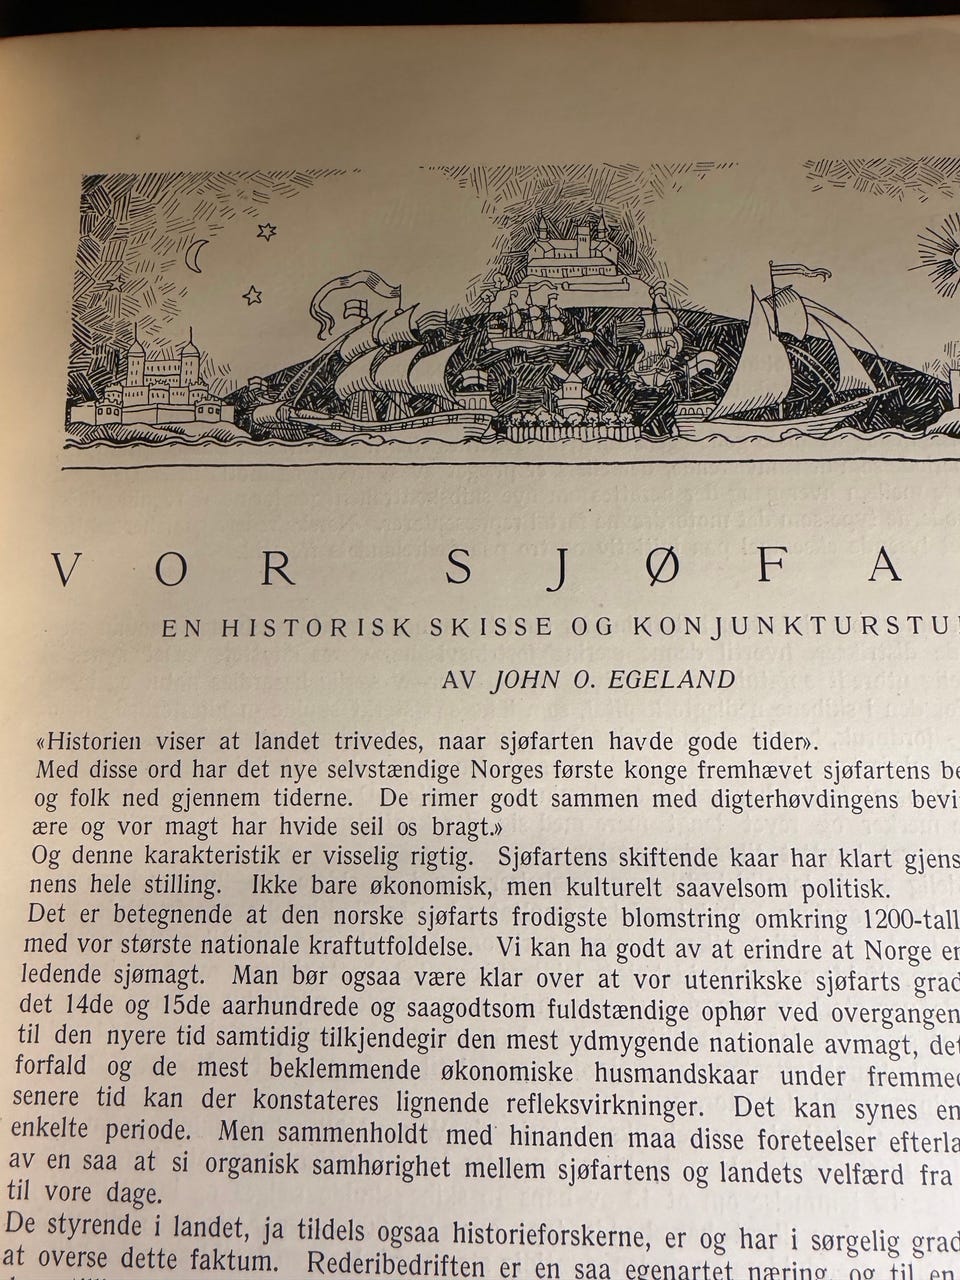 VOR SJØFA
EN HISTORISK SKISSE OG KONJUNKTURSTU
AV JOHN O. EGELAND
«Historien viser at landet trivedes, naar sjøfarten havde gode tider».
Med disse ord har det nye selvstændige Norges første konge fremhævet sjøfartens be
og folk ned gjennem tiderne. De rimer godt sammen med digterhøvdingens bevi
ære og vor magt har hvide seil os bragt.»
Og denne karakteristik er visselig rigtig. Sjøfartens skiftende kaar har klart gjens
nens hele stilling. Ikke bare økonomisk, men kulturelt saavelsom politisk.
Det er betegnende at den norske sjøfarts frodigste blomstring omkring 1200-tall
med vor største nationale kraftutfoldelse. Vi kan ha godt av at erindre at Norge en
ledende sjømagt. Man bør ogsaa være klar over at vor utenrikske sjøfarts grad
det 14de og 15de aarhundrede og saagodtsom fuldstændige ophør ved overgangen
til den nyere tid samtidig tilkjendegir den mest ydmygende nationale avmagt, det
forfald og de mest beklemmende økonomiske husmandskaar under fremmed
senere tid kan der konstateres lignende refleksvirkninger. Det kan synes en
enkelte periode. Men sammenholdt med hinanden maa disse foreteelser efterla
av en saa at si organisk samhørighet mellem sjøfartens og landets velfærd fra
til vore dage.
De styrende i landet, ja tildels ogsaa historieforskerne, er og har i sørgelig grad
at overse dette faktum. Rederibedriften er en saa egenartet næring, og til en